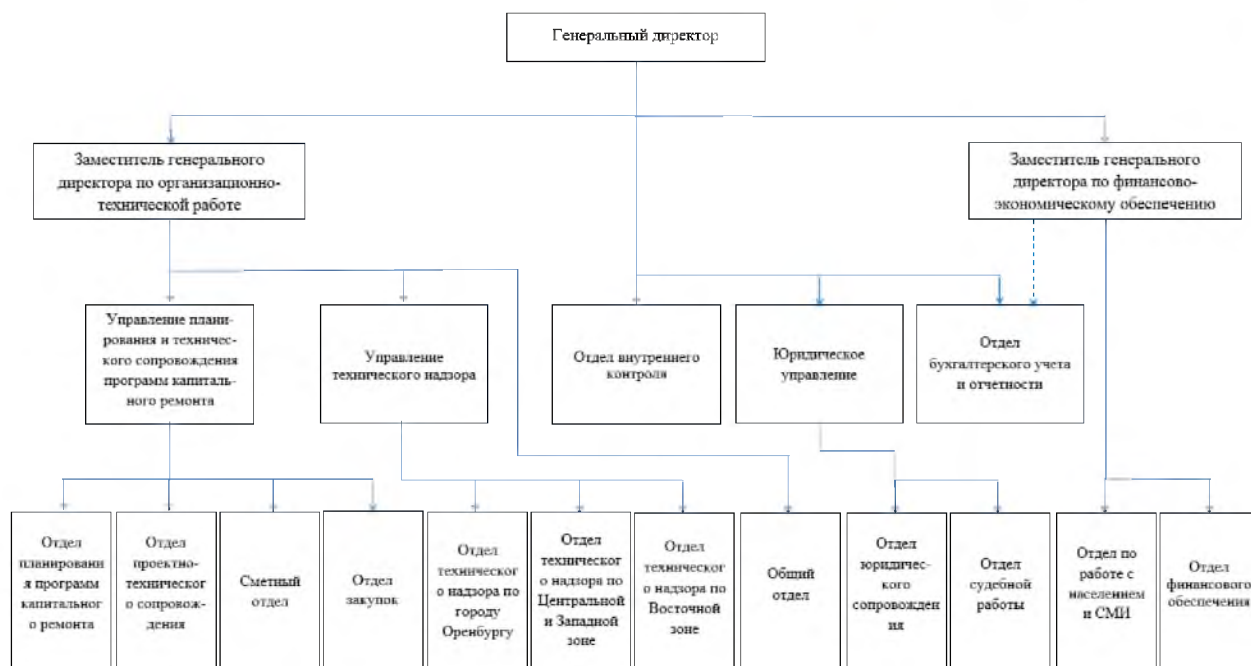 Генеральный директор
Заместитель генерального
директора по организационно-
технической работе
Заместитель генерального
директора по финансово-
экономическому обеспечению
Управление плани-
рования и технического
сопровождения
программ капиталь-
ного ремонта
Управление
технического надзора
Отдел внутреннего
контроля
Юридическое
управление
Отдел
бухгалтерского учета
и отчетности
Отдел
планировани
я программ
капитальног
о ремонта
Отдел
проектно-
техническог
о сопровож-
дения
Сметный
отдел
Отдел
закупок
Отдел
техническог
о надзора по
городу
Оренбургу
Отдел
техническог
о надзора по
Центральной
и Западной
зоне
Отдел
техническог
о надзора по
Восточной
зоне
Общий
отдел
Отдел
юридическ-
ого
сопровожден
ия
Отдел
судебной
работы
Отдел по
работе с
населением
и СМИ
Отдел
финансового
обеспечения